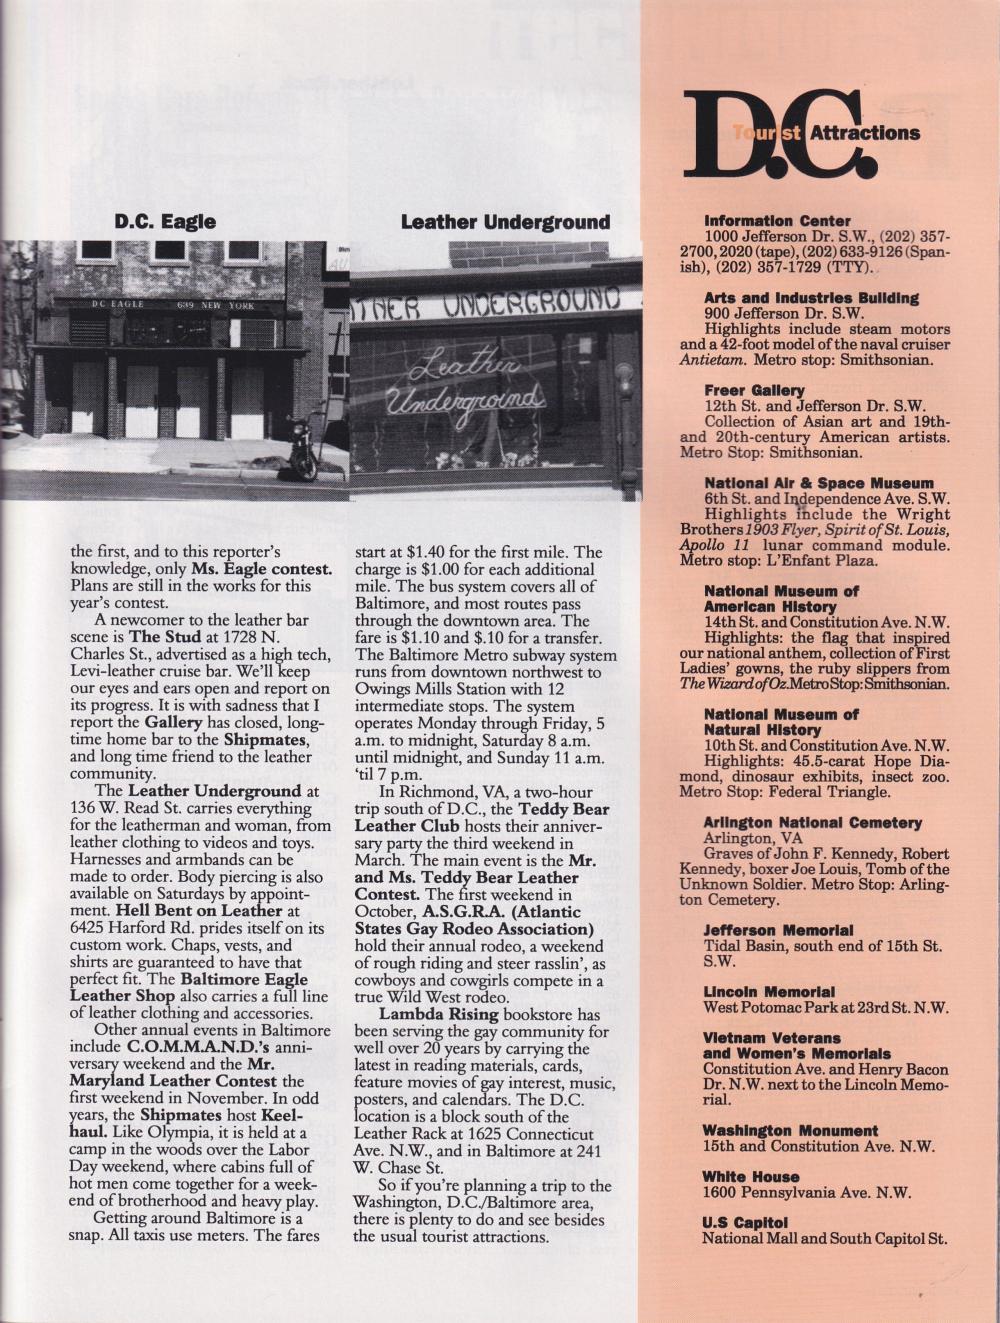 D.C. Eagle
DC EAGLE 639 NEW YORK
Leather Underground
THER UNDERGROUND
Leather
Underground
the first, and to this reporter's
knowledge, only Ms. Eagle contest.
Plans are still in the works for this
year's contest.
A newcomer to the leather bar
scene is The Stud at 1728 N.
Charles St., advertised as a high tech,
Levi-leather cruise bar. We'll keep
our eyes and ears open and report on
its progress. It is with sadness that I
report the Gallery has closed, long-
time home bar to the Shipmates,
and long time friend to the leather
community.
The Leather Underground at
136 W. Read St. carries everything
for the leatherman and woman, from
leather clothing to videos and toys.
Harnesses and armbands can be
made to order. Body piercing is also
available on Saturdays by appoint-
ment. Hell Bent on Leather at
6425 Harford Rd. prides itself on its
custom work. Chaps, vests, and
shirts are guaranteed to have that
perfect fit. The Baltimore Eagle
Leather Shop also carries a full line
of leather clothing and accessories.
Other annual events in Baltimore
include C.O.M.M.A.N.D.'s anni-
versary weekend and the Mr.
Maryland Leather Contest the
first weekend in November. In odd
years, the Shipmates host Keel-
haul. Like Olympia, it is held at a
camp in the woods over the Labor
Day weekend, where cabins full of
hot men come together for a week-
end of brotherhood and heavy play.
Getting around Baltimore is a
snap. All taxis use meters. The fares
start at $1.40 for the first mile. The
charge is $1.00 for each additional
mile. The bus system covers all of
Baltimore, and most routes pass
through the downtown area. The
fare is $1.10 and $.10 for a transfer.
The Baltimore Metro subway system
runs from downtown northwest to
Owings Mills Station with 12
intermediate stops. The system
operates Monday through Friday, 5
a.m. to midnight, Saturday 8 a.m.
until midnight, and Sunday 11 a.m.
'til 7 p.m.
In Richmond, VA, a two-hour
trip south of D.C., the Teddy Bear
Leather Club hosts their anniver-
sary party the third weekend in
March. The main event is the Mr.
and Ms. Teddy Bear Leather
Contest. The first weekend in
October, A.S.G.R.A. (Atlantic
States Gay Rodeo Association)
hold their annual rodeo, a weekend
of rough riding and steer rasslin', as
cowboys and cowgirls compete in a
true Wild West rodeo.
Lambda Rising bookstore has
been serving the gay community for
well over 20 years by carrying the
latest in reading materials, cards,
feature movies of gay interest, music,
posters, and calendars. The D.C.
location is a block south of the
Leather Rack at 1625 Connecticut
Ave. N.W., and in Baltimore at 241
W. Chase St.
So if you're planning a trip to the
Washington, D.C./Baltimore area,
there is plenty to do and see besides
the usual tourist attractions.
D.C.
Tourist Attractions
Information Center
1000 Jefferson Dr. S.W., (202) 357-
2700, 2020 (tape), (202) 633-9126 (Span-
ish), (202) 357-1729 (TTY).
Arts and Industries Building
900 Jefferson Dr. S.W.
Highlights include steam motors
and a 42-foot model of the naval cruiser
Antietam. Metro stop: Smithsonian.
Freer Gallery
12th St. and Jefferson Dr. S.W.
Collection of Asian art and 19th-
and 20th-century American artists.
Metro Stop: Smithsonian.
National Air & Space Museum
6th St. and Independence Ave. S.W.
Highlights include the Wright
Brothers 1903 Flyer, Spirit of St. Louis,
Apollo 11 lunar command module.
Metro stop: L'Enfant Plaza.
National Museum of
American History
14th St. and Constitution Ave. N.W.
Highlights: the flag that inspired
our national anthem, collection of First
Ladies' gowns, the ruby slippers from
The Wizard of Oz. Metro Stop: Smithsonian.
National Museum of
Natural History
10th St. and Constitution Ave. N.W.
Highlights: 45.5-carat Hope Dia-
mond, dinosaur exhibits, insect zoo.
Metro Stop: Federal Triangle.
Arlington National Cemetery
Arlington, VA
Graves of John F. Kennedy, Robert
Kennedy, boxer Joe Louis, Tomb of the
Unknown Soldier. Metro Stop: Arling-
ton Cemetery.
Jefferson Memorial
Tidal Basin, south end of 15th St.
S.W.
Lincoln Memorial
West Potomac Park at 23rd St. N.W.
Vietnam Veterans
and Women's Memorials
Constitution Ave. and Henry Bacon
Dr. N.W. next to the Lincoln Memo-
rial.
Washington Monument
15th and Constitution Ave. N.W.
White House
1600 Pennsylvania Ave. N.W.
U.S Capitol
National Mall and South Capitol St.